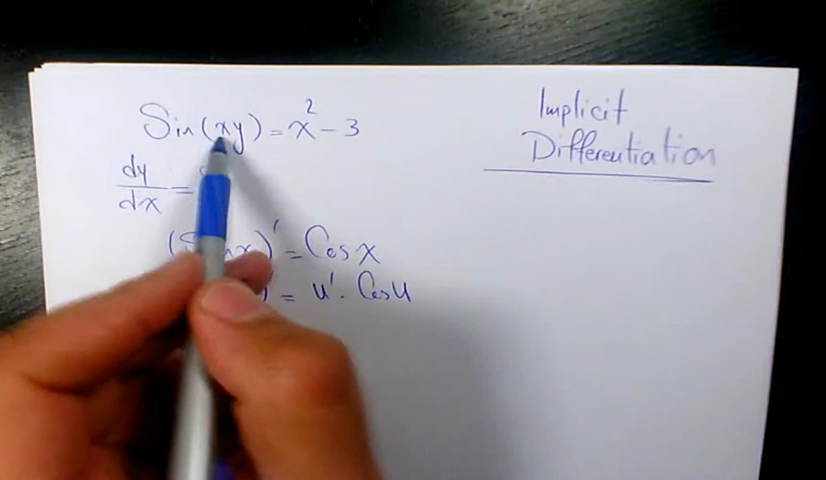 Implicit
Differentiation
Sin(xy) = x² - 3
dy/dx =
)' = Cos x
) = u' . Cos u